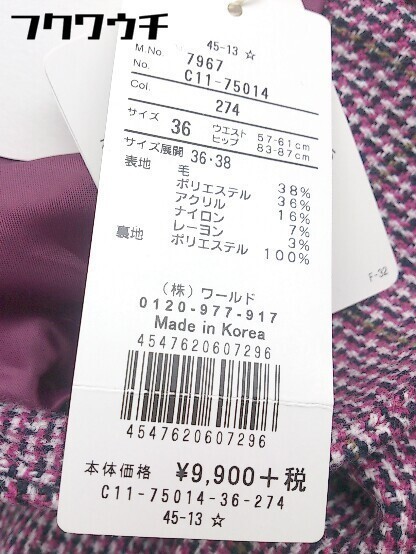 フクワウチ
45-13 ☆
M.No. 7967
No. C11-75014
Col. 274
サイズ 36 ウエスト 57-61cm
ヒップ 83-87cm
サイズ展開 36・38
表地 毛 38%
ポリエステル 36%
アクリル 16%
ナイロン 7%
レーヨン 3%
裏地 ポリエステル 100%
F-32
(株) ワールド
0120-977-917
Made in Korea
4547620607296
4547620607296
本体価格 ¥9,900+税
C11-75014-36-274
45-13 ☆